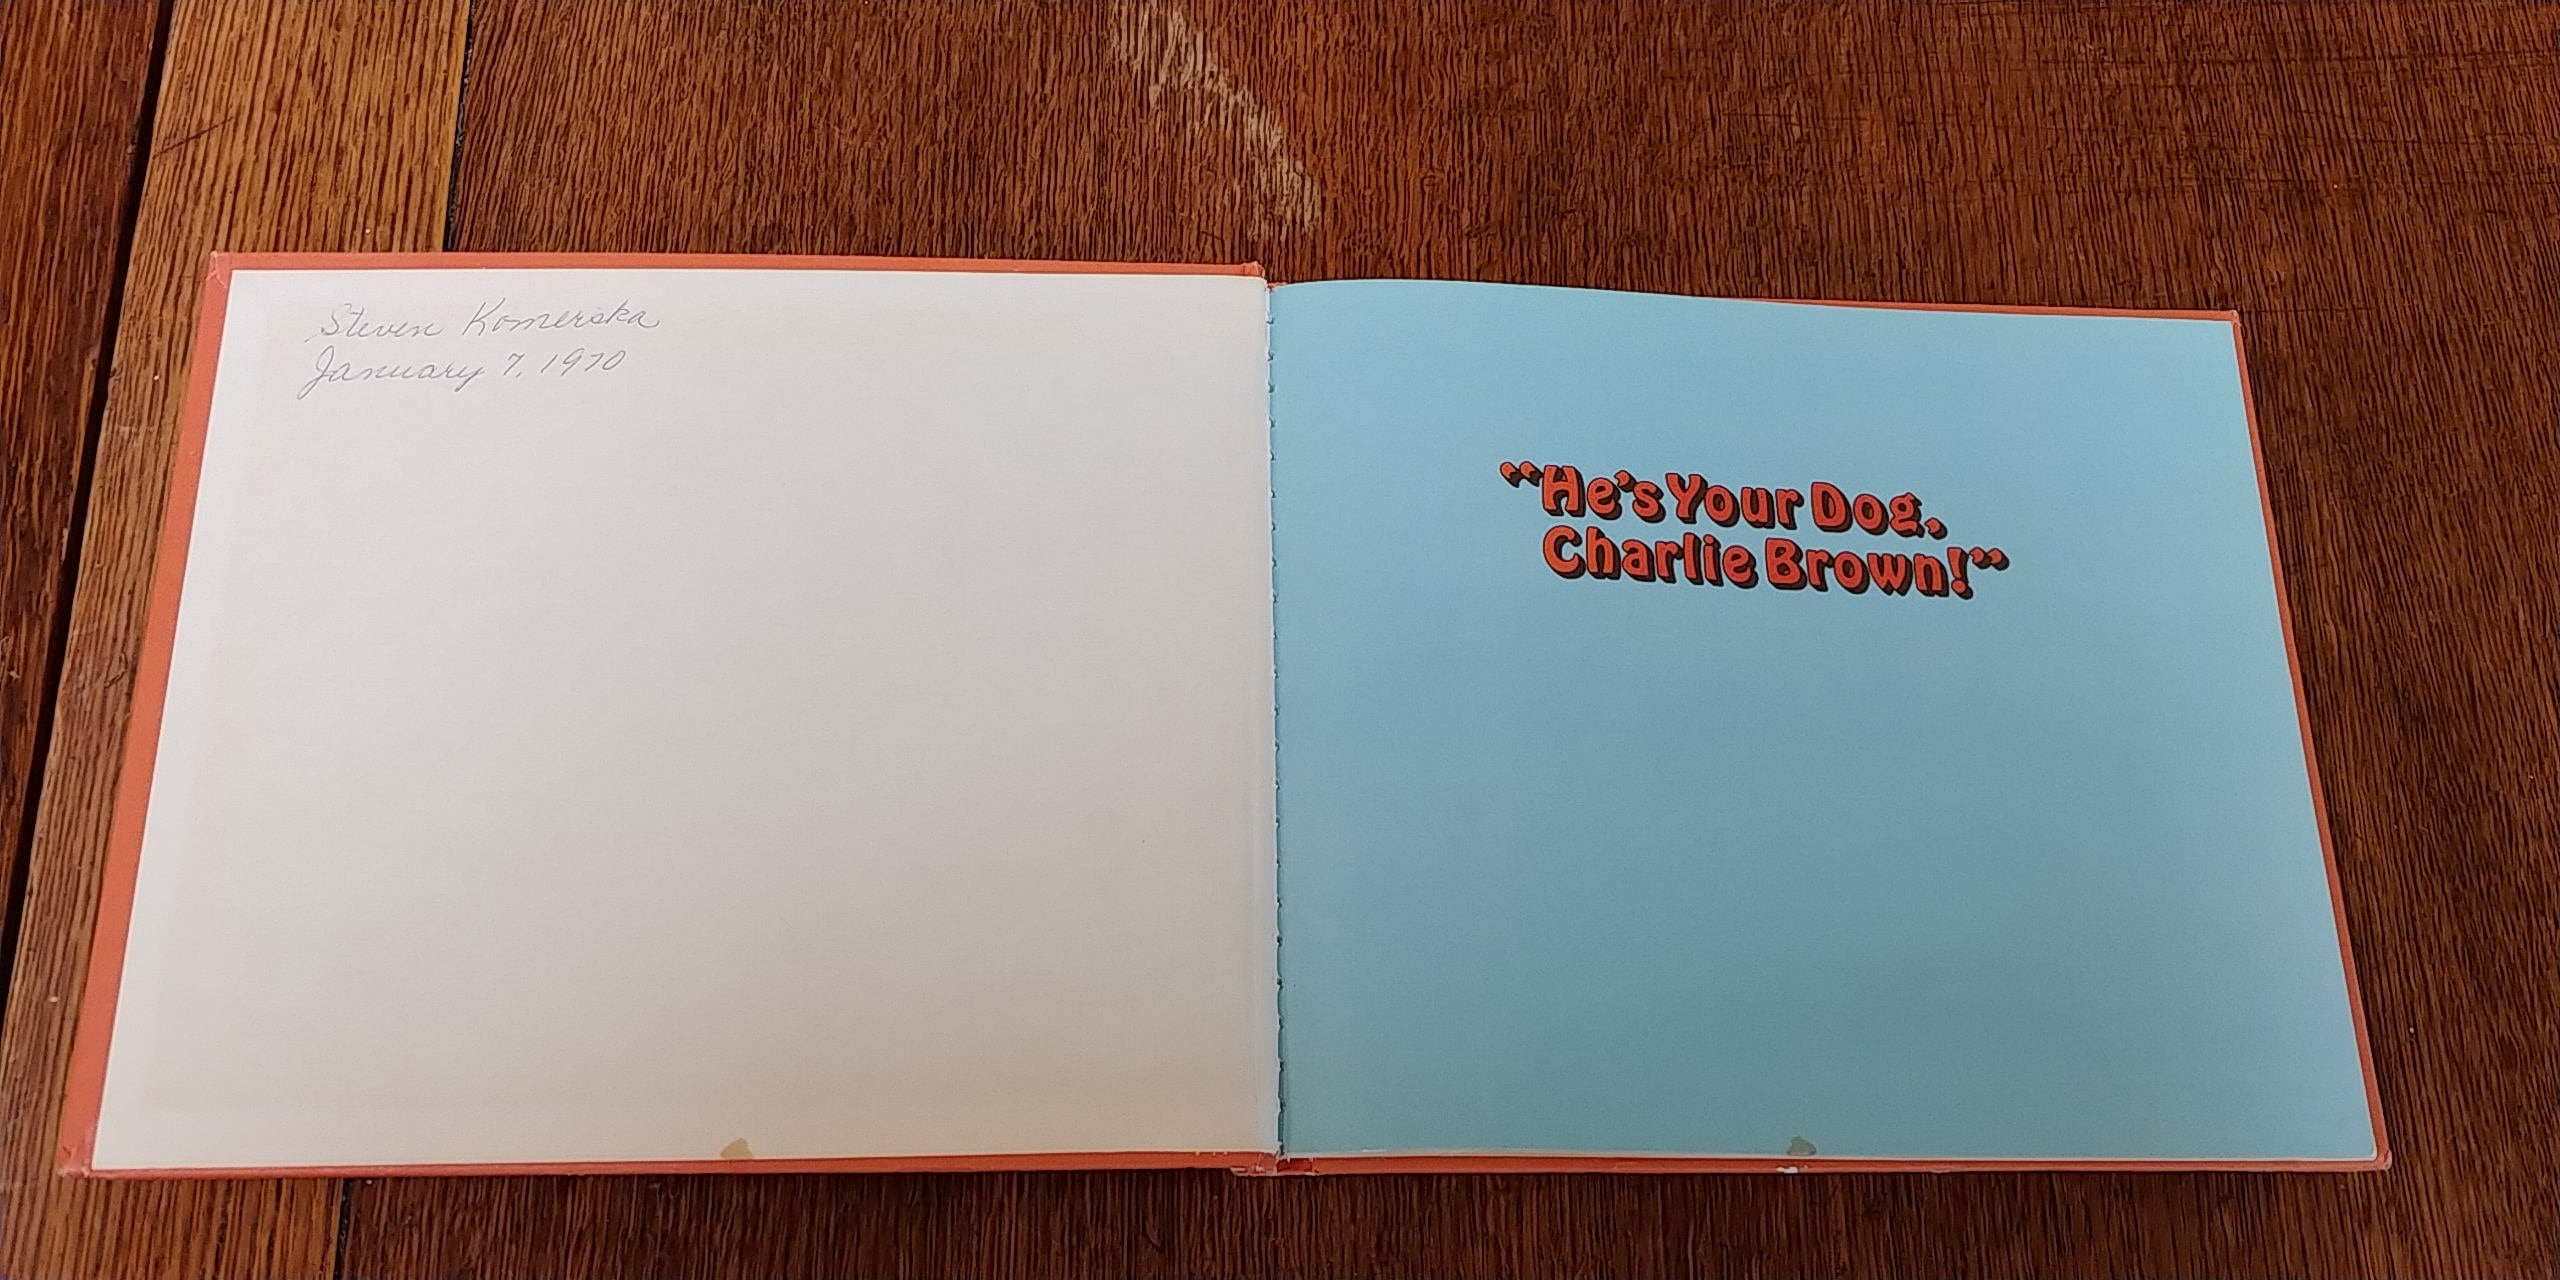 Steven Komerska
January 7, 1970
“He’s Your Dog,
Charlie Brown!”